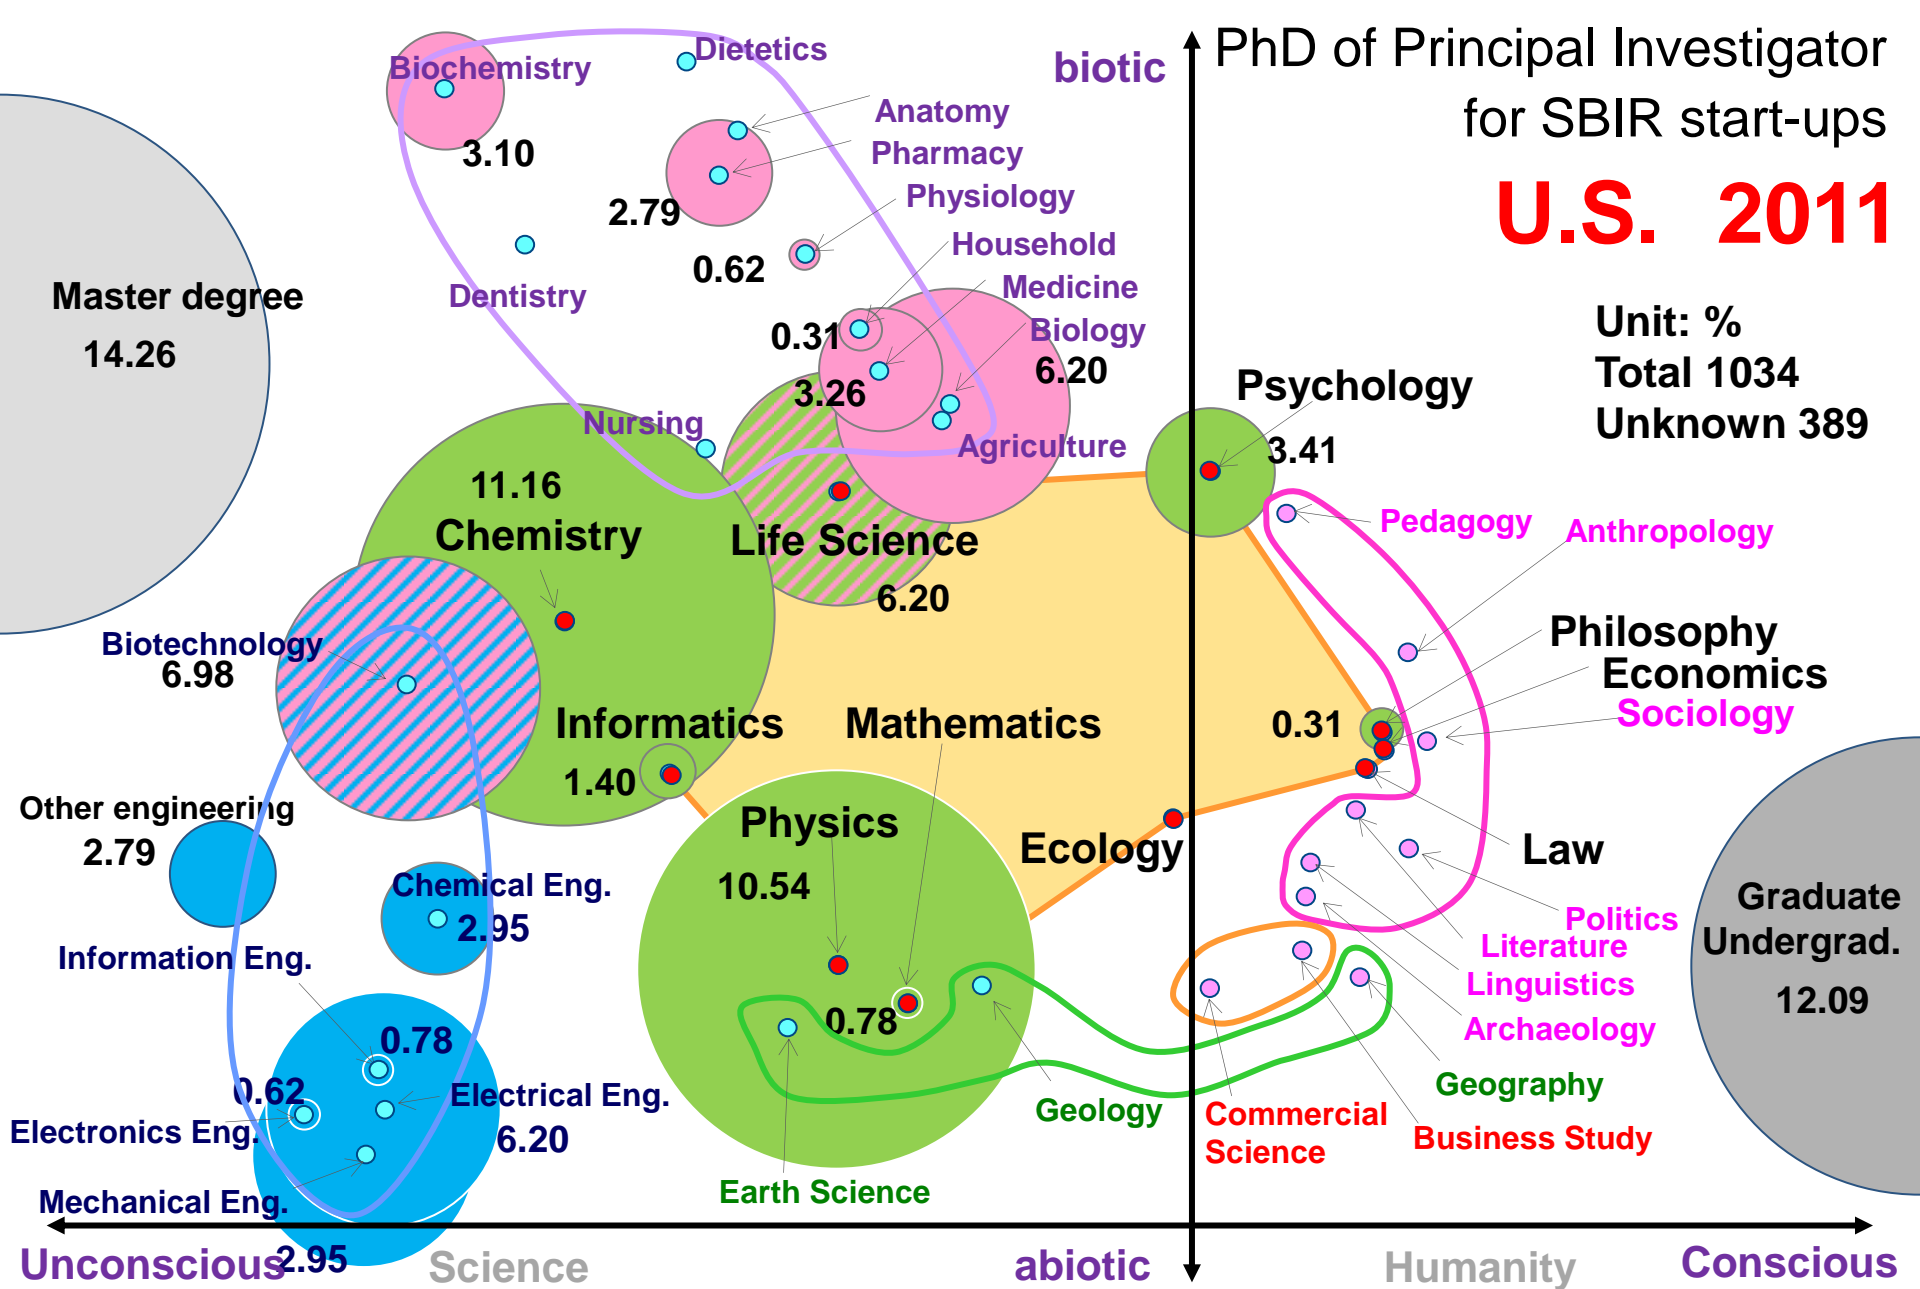 PhD of Principal Investigator
for SBIR start-ups
U.S. 2011
Unit: %
Total 1034
Unknown 389
biotic
Biochemistry
3.10
Dietetics
Anatomy
Pharmacy
2.79
Physiology
0.62
Household
0.31
Medicine
3.26
Biology
6.20
Agriculture
Dentistry
Nursing
Master degree
14.26
Psychology
3.41
11.16
Chemistry
Life Science
6.20
Pedagogy
Anthropology
Philosophy
Economics
Sociology
0.31
Biotechnology
6.98
Informatics
1.40
Mathematics
0.78
Physics
10.54
Ecology
Law
Other engineering
2.79
Chemical Eng.
2.95
Information Eng.
0.78
0.62
Electronics Eng.
Electrical Eng.
6.20
Mechanical Eng.
2.95
Politics
Literature
Linguistics
Archaeology
Geography
Geology
Earth Science
Commercial
Science
Business Study
Graduate
Undergrad.
12.09
Unconscious
Science
abiotic
Humanity
Conscious